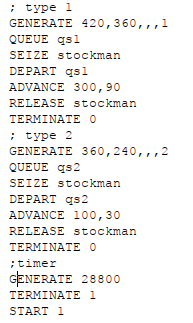 ; type 1
GENERATE 420,360,,,1
QUEUE qs1
SEIZE stockman
DEPART qs1
ADVANCE 300,90
RELEASE stockman
TERMINATE 0
; type 2
GENERATE 360,240,,,2
QUEUE qs2
SEIZE stockman
DEPART qs2
ADVANCE 100,30
RELEASE stockman
TERMINATE 0
;timer
GENERATE 28800
TERMINATE 1
START 1